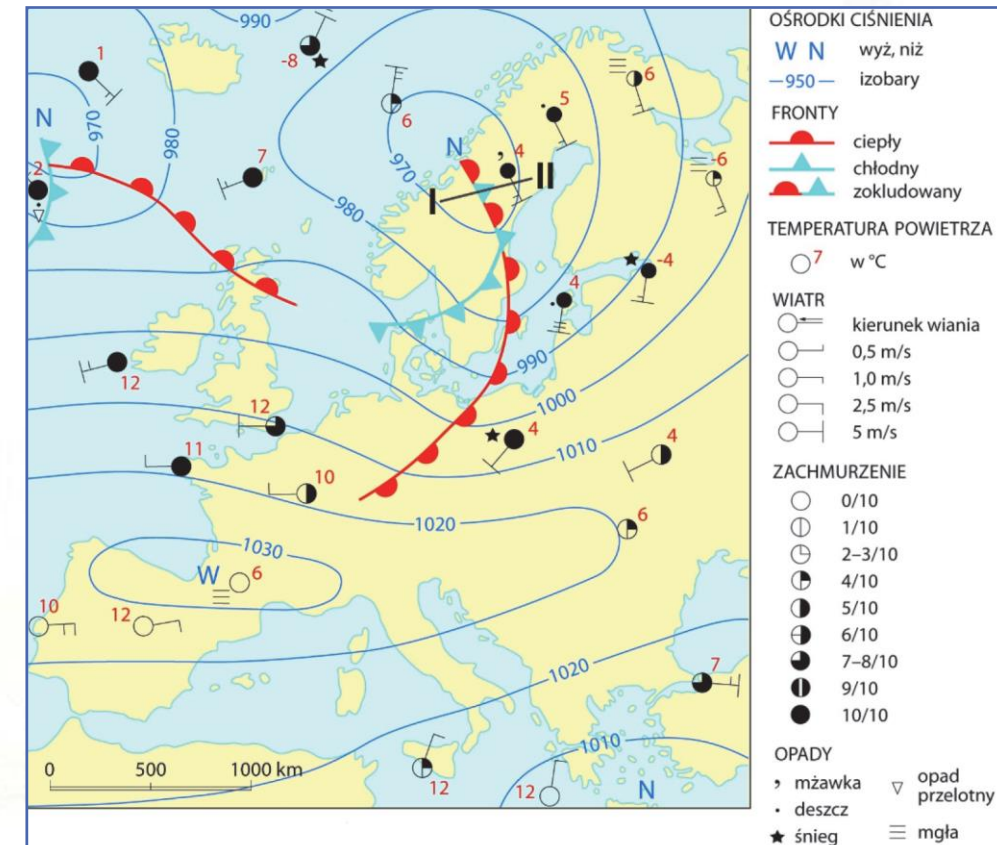 990
1
-8
6
6
5
N
970
980
N
970
4
-6
2
7
I
II
980
-4
4
990
1000
12
12
4
4
1010
11
10
1020
6
1030
W
6
10
12
1020
7
1010
12
12
N
0 500 1000 km
OŚRODKI CIŚNIENIA
W N wyż, niż
950 izobary
FRONTY
ciepły
chłodny
zokludowany
TEMPERATURA POWIETRZA
7 w °C
WIATR
kierunek wiania
0,5 m/s
1,0 m/s
2,5 m/s
5 m/s
ZACHMURZENIE
0/10
1/10
2–3/10
4/10
5/10
6/10
7–8/10
9/10
10/10
OPADY
mżawka
opad
przelotny
deszcz
śnieg
mgła